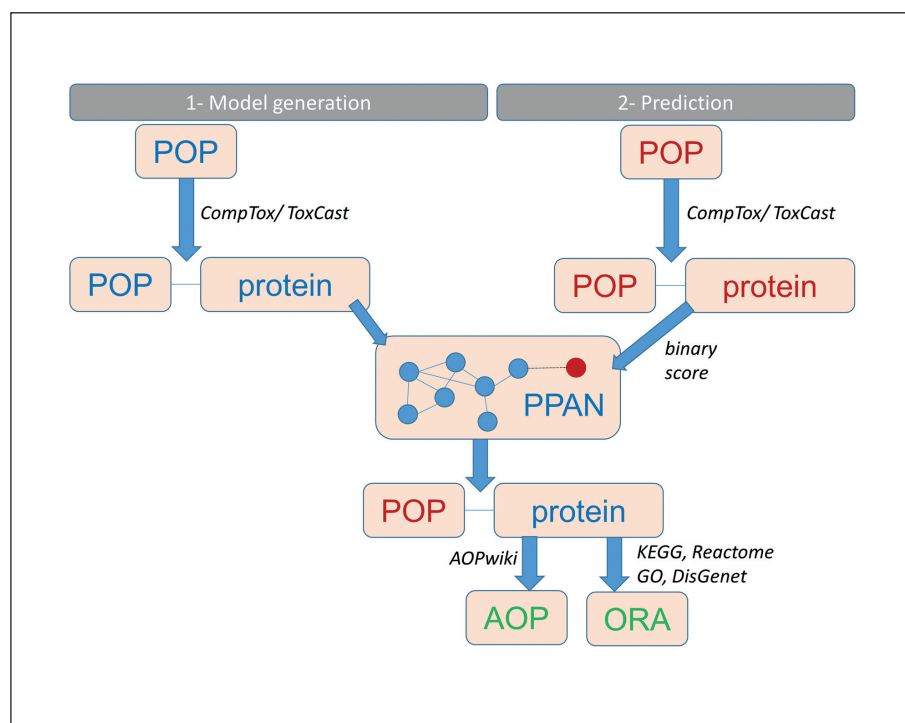 1- Model generation
2- Prediction
POP
POP
CompTox/ ToxCast
CompTox/ ToxCast
POP
protein
POP
protein
binary
score
PPAN
POP
protein
AOPwiki
KEGG, Reactome
GO, DisGenet
AOP
ORA